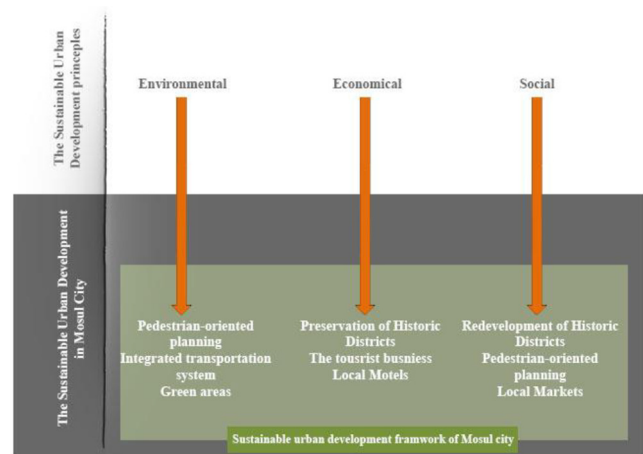 The Sustainable Urban
Development princeples
Environmental
Economical
Social
The Sustainable Urban Development
in Mosul City
Pedestrian-oriented
planning
Integrated transportation
system
Green areas
Preservation of Historic
Districts
The tousrist busniess
Local Motels
Redevelopment of Historic
Districts
Pedestrian-oriented
planning
Local Markets
Sustainable urban development framwork of Mosul city